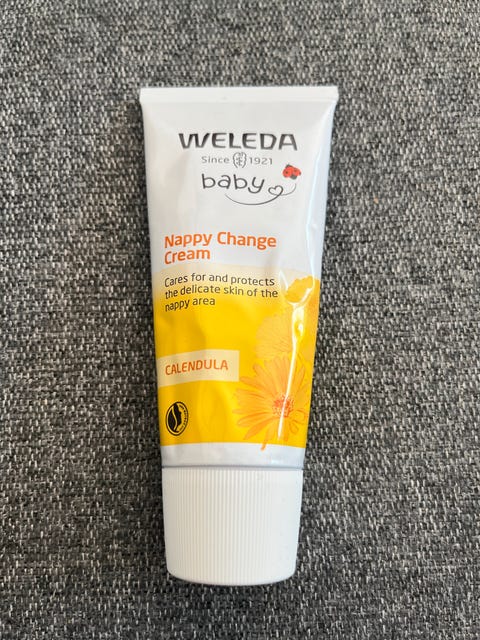 WELEDA
Since 1921
baby
Nappy Change
Cream
Cares for and protects
the delicate skin of the
nappy area
CALENDULA